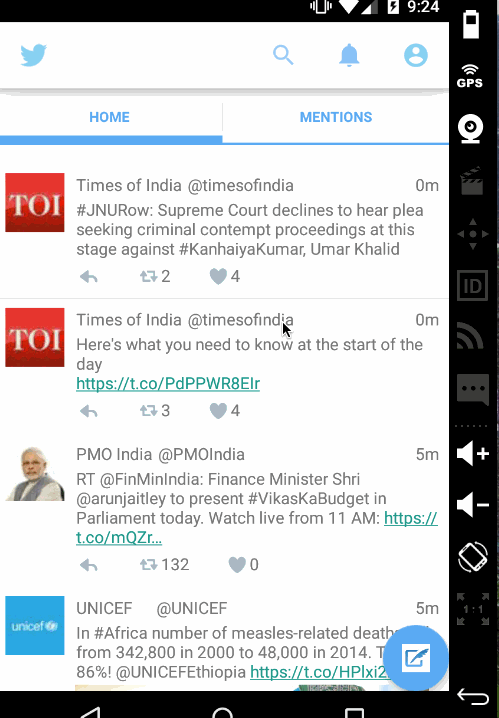 9:24
GPS
HOME MENTIONS
TOI Times of India @timesofindia 0m
#JNURow: Supreme Court declines to hear plea
seeking criminal contempt proceedings at this
stage against #KanhaiyaKumar, Umar Khalid
2 4
ID
TOI Times of India @timesofindia 0m
Here's what you need to know at the start of the
day
https://t.co/PdPPWR8EIr
3 4
PMO India @PMOIndia 5m
RT @FinMinIndia: Finance Minister Shri
@arunjaitley to present #VikasKaBudget in
Parliament today. Watch live from 11 AM: https://
t.co/mQZr…
132 0
1:1
unicef UNICEF @UNICEF 5m
In #Africa number of measles-related death
from 342,800 in 2000 to 48,000 in 2014. T
86%! @UNICEFEthiopia https://t.co/HPlxi2